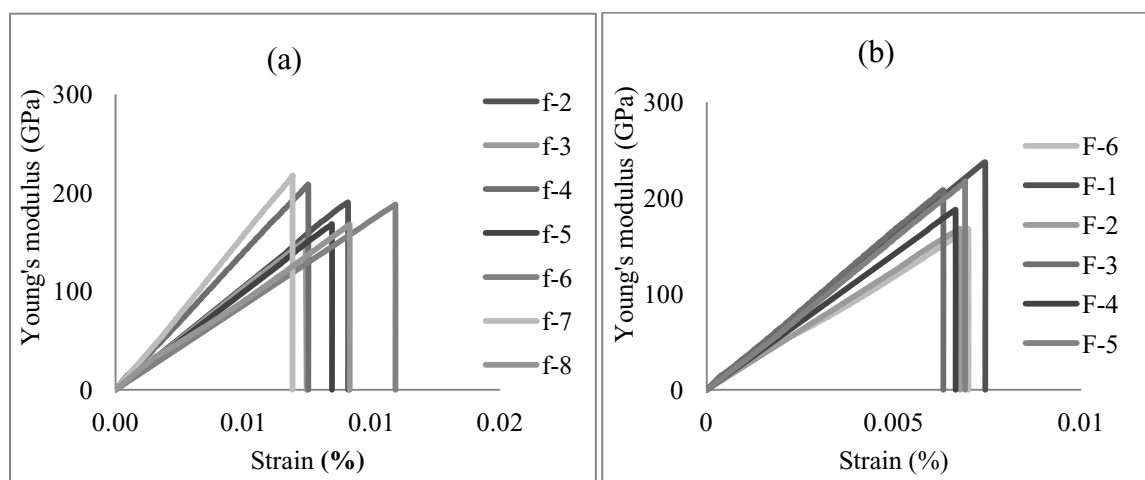 (a)
Young's modulus (GPa)
300
200
100
0
0.00
0.01
0.01
0.02
Strain (%)
f-2
f-3
f-4
f-5
f-6
f-7
f-8
(b)
Young's modulus (GPa)
300
200
100
0
0
0.005
0.01
Strain (%)
F-6
F-1
F-2
F-3
F-4
F-5